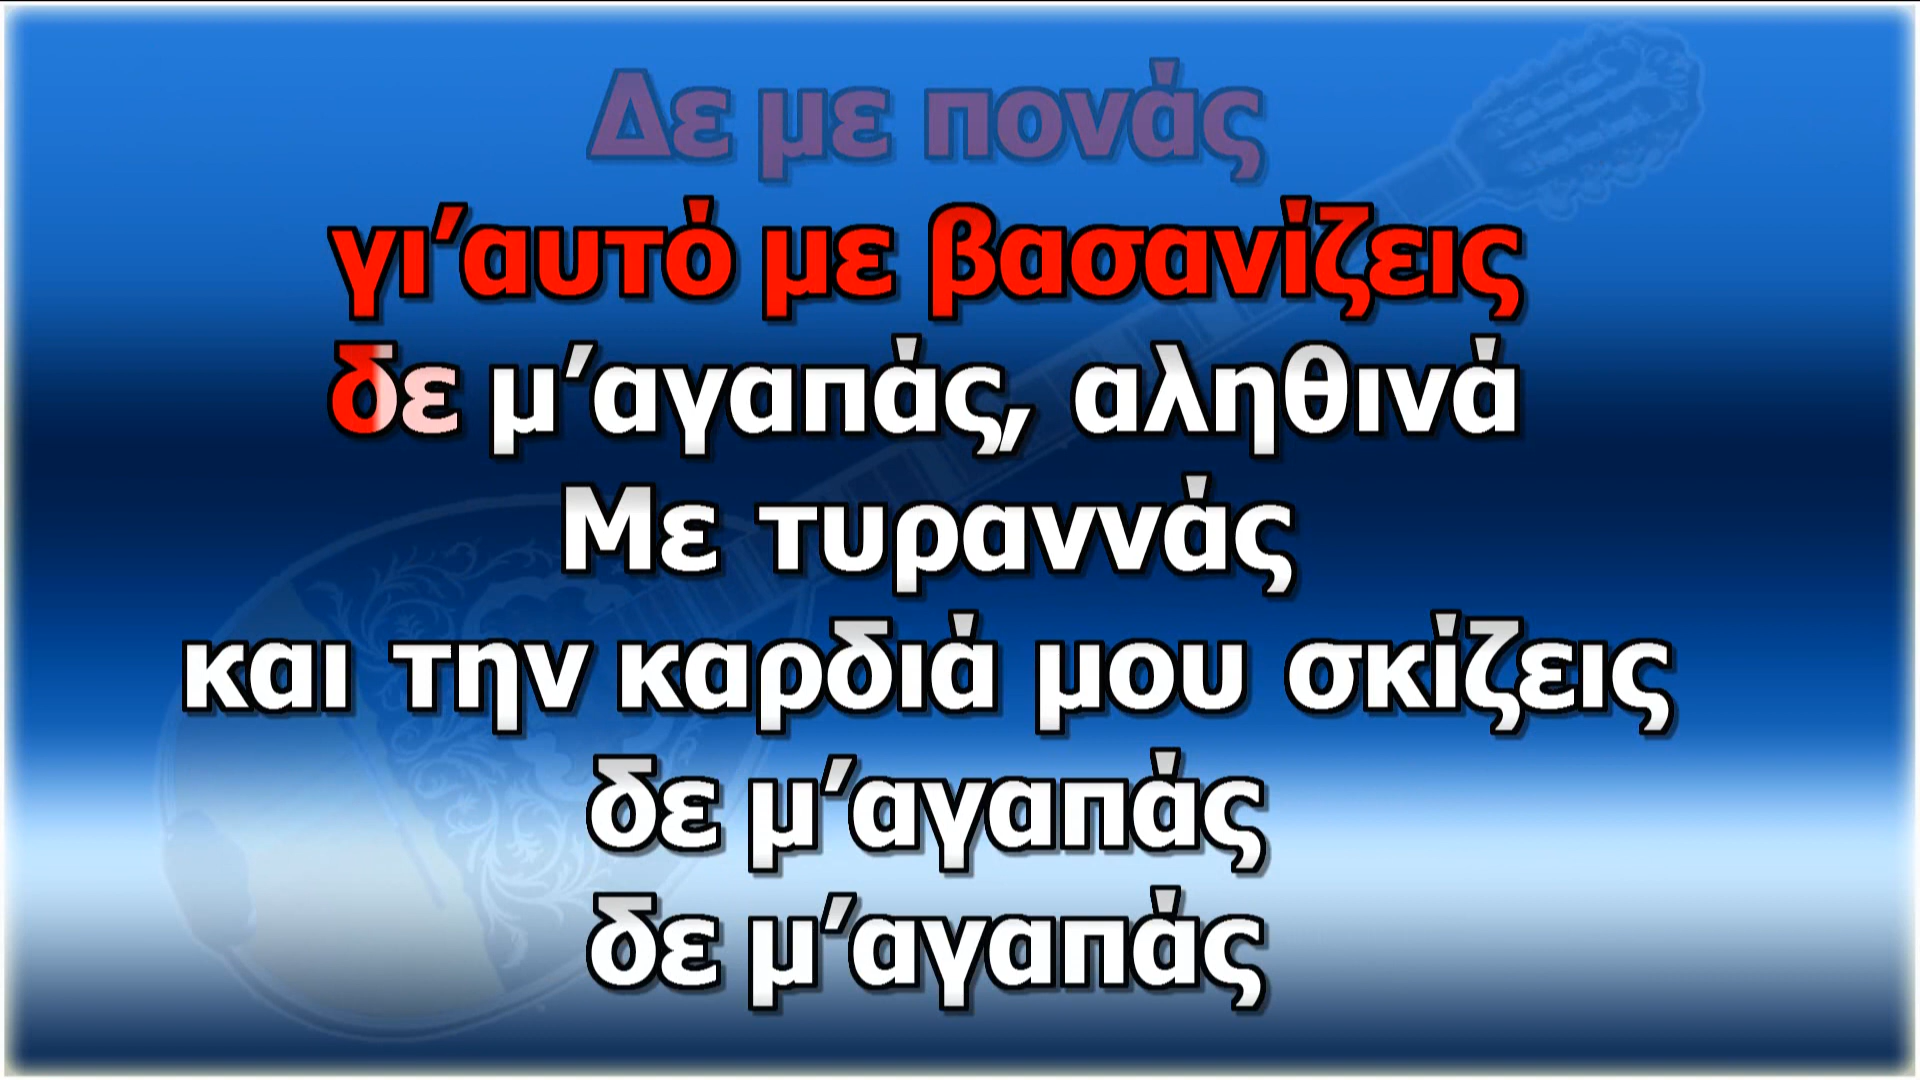 Δε με πονάς
γι’αυτό με βασανίζεις
δε μ’αγαπάς, αληθινά
Με τυραννάς
και την καρδιά μου σκίζεις
δε μ’αγαπάς
δε μ’αγαπάς